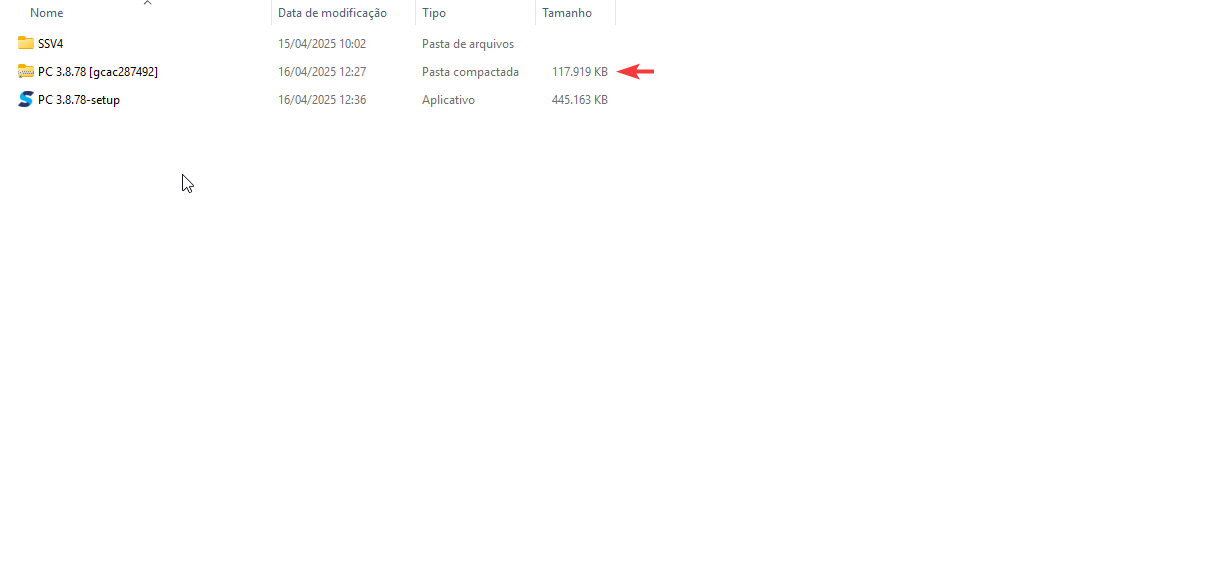 Nome Data de modificação Tipo Tamanho
SSV4 15/04/2025 10:02 Pasta de arquivos
PC 3.8.78 [gcac287492] 16/04/2025 12:27 Pasta compactada 117.919 KB
PC 3.8.78-setup 16/04/2025 12:36 Aplicativo 445.163 KB